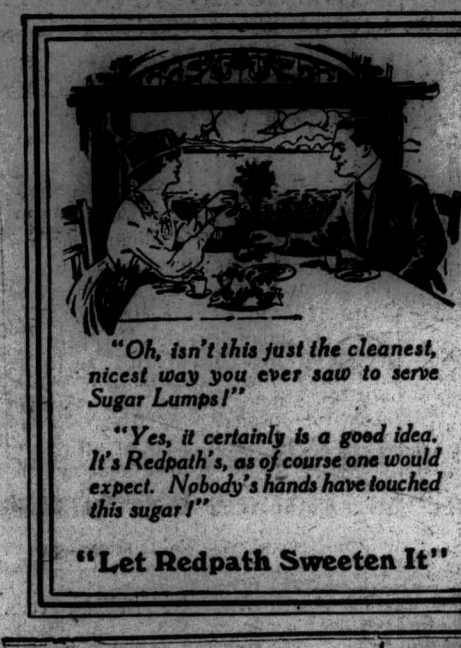 "Oh, isn't this just the cleanest,
nicest way you ever saw to serve
Sugar Lumps!"
"Yes, it certainly is a good idea.
It's Redpath's, as of course one would
expect. Nobody's hands have touched
this sugar!"
"Let Redpath Sweeten It"